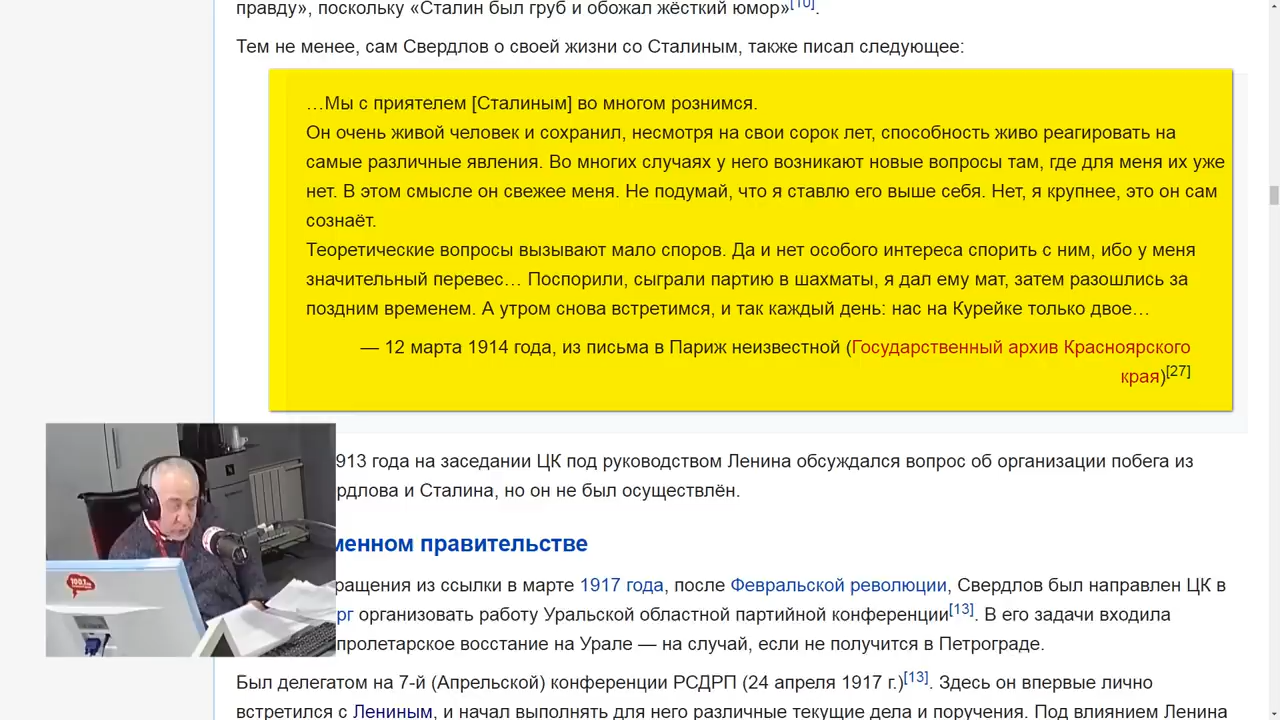 правду», поскольку «Сталин был груб и обожал жёсткий юмор»[10].
Тем не менее, сам Свердлов о своей жизни со Сталиным, также писал следующее:
…Мы с приятелем [Сталиным] во многом рознимся.
Он очень живой человек и сохранил, несмотря на свои сорок лет, способность живо реагировать на
самые различные явления. Во многих случаях у него возникают новые вопросы там, где для меня их уже
нет. В этом смысле он свежее меня. Не подумай, что я ставлю его выше себя. Нет, я крупнее, это он сам
сознаёт.
Теоретические вопросы вызывают мало споров. Да и нет особого интереса спорить с ним, ибо у меня
значительный перевес… Поспорили, сыграли партию в шахматы, я дал ему мат, затем разошлись за
поздним временем. А утром снова встретимся, и так каждый день: нас на Курейке только двое…
— 12 марта 1914 года, из письма в Париж неизвестной (Государственный архив Красноярского
края)[27]
913 года на заседании ЦК под руководством Ленина обсуждался вопрос об организации побега из
рдлова и Сталина, но он не был осуществлён.
менном правительстве
ращения из ссылки в марте 1917 года, после Февральской революции, Свердлов был направлен ЦК в
рг организовать работу Уральской областной партийной конференции[13]. В его задачи входила
пролетарское восстание на Урале — на случай, если не получится в Петрограде.
Был делегатом на 7-й (Апрельской) конференции РСДРП (24 апреля 1917 г.)[13]. Здесь он впервые лично
встретился с Лениным, и начал выполнять для него различные текущие дела и поручения. Под влиянием Ленина